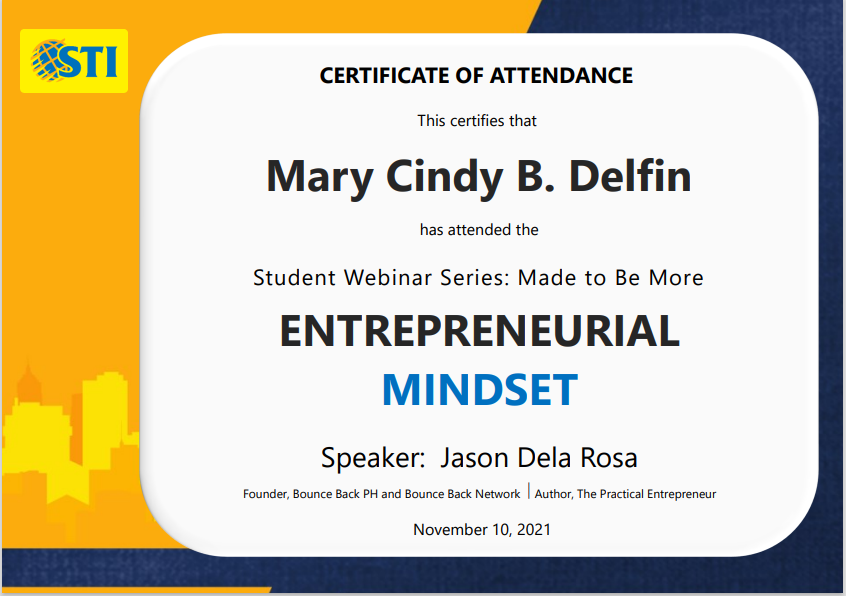 STI
CERTIFICATE OF ATTENDANCE
This certifies that
Mary Cindy B. Delfin
has attended the
Student Webinar Series: Made to Be More
ENTREPRENEURIAL
MINDSET
Speaker: Jason Dela Rosa
Founder, Bounce Back PH and Bounce Back Network | Author, The Practical Entrepreneur
November 10, 2021